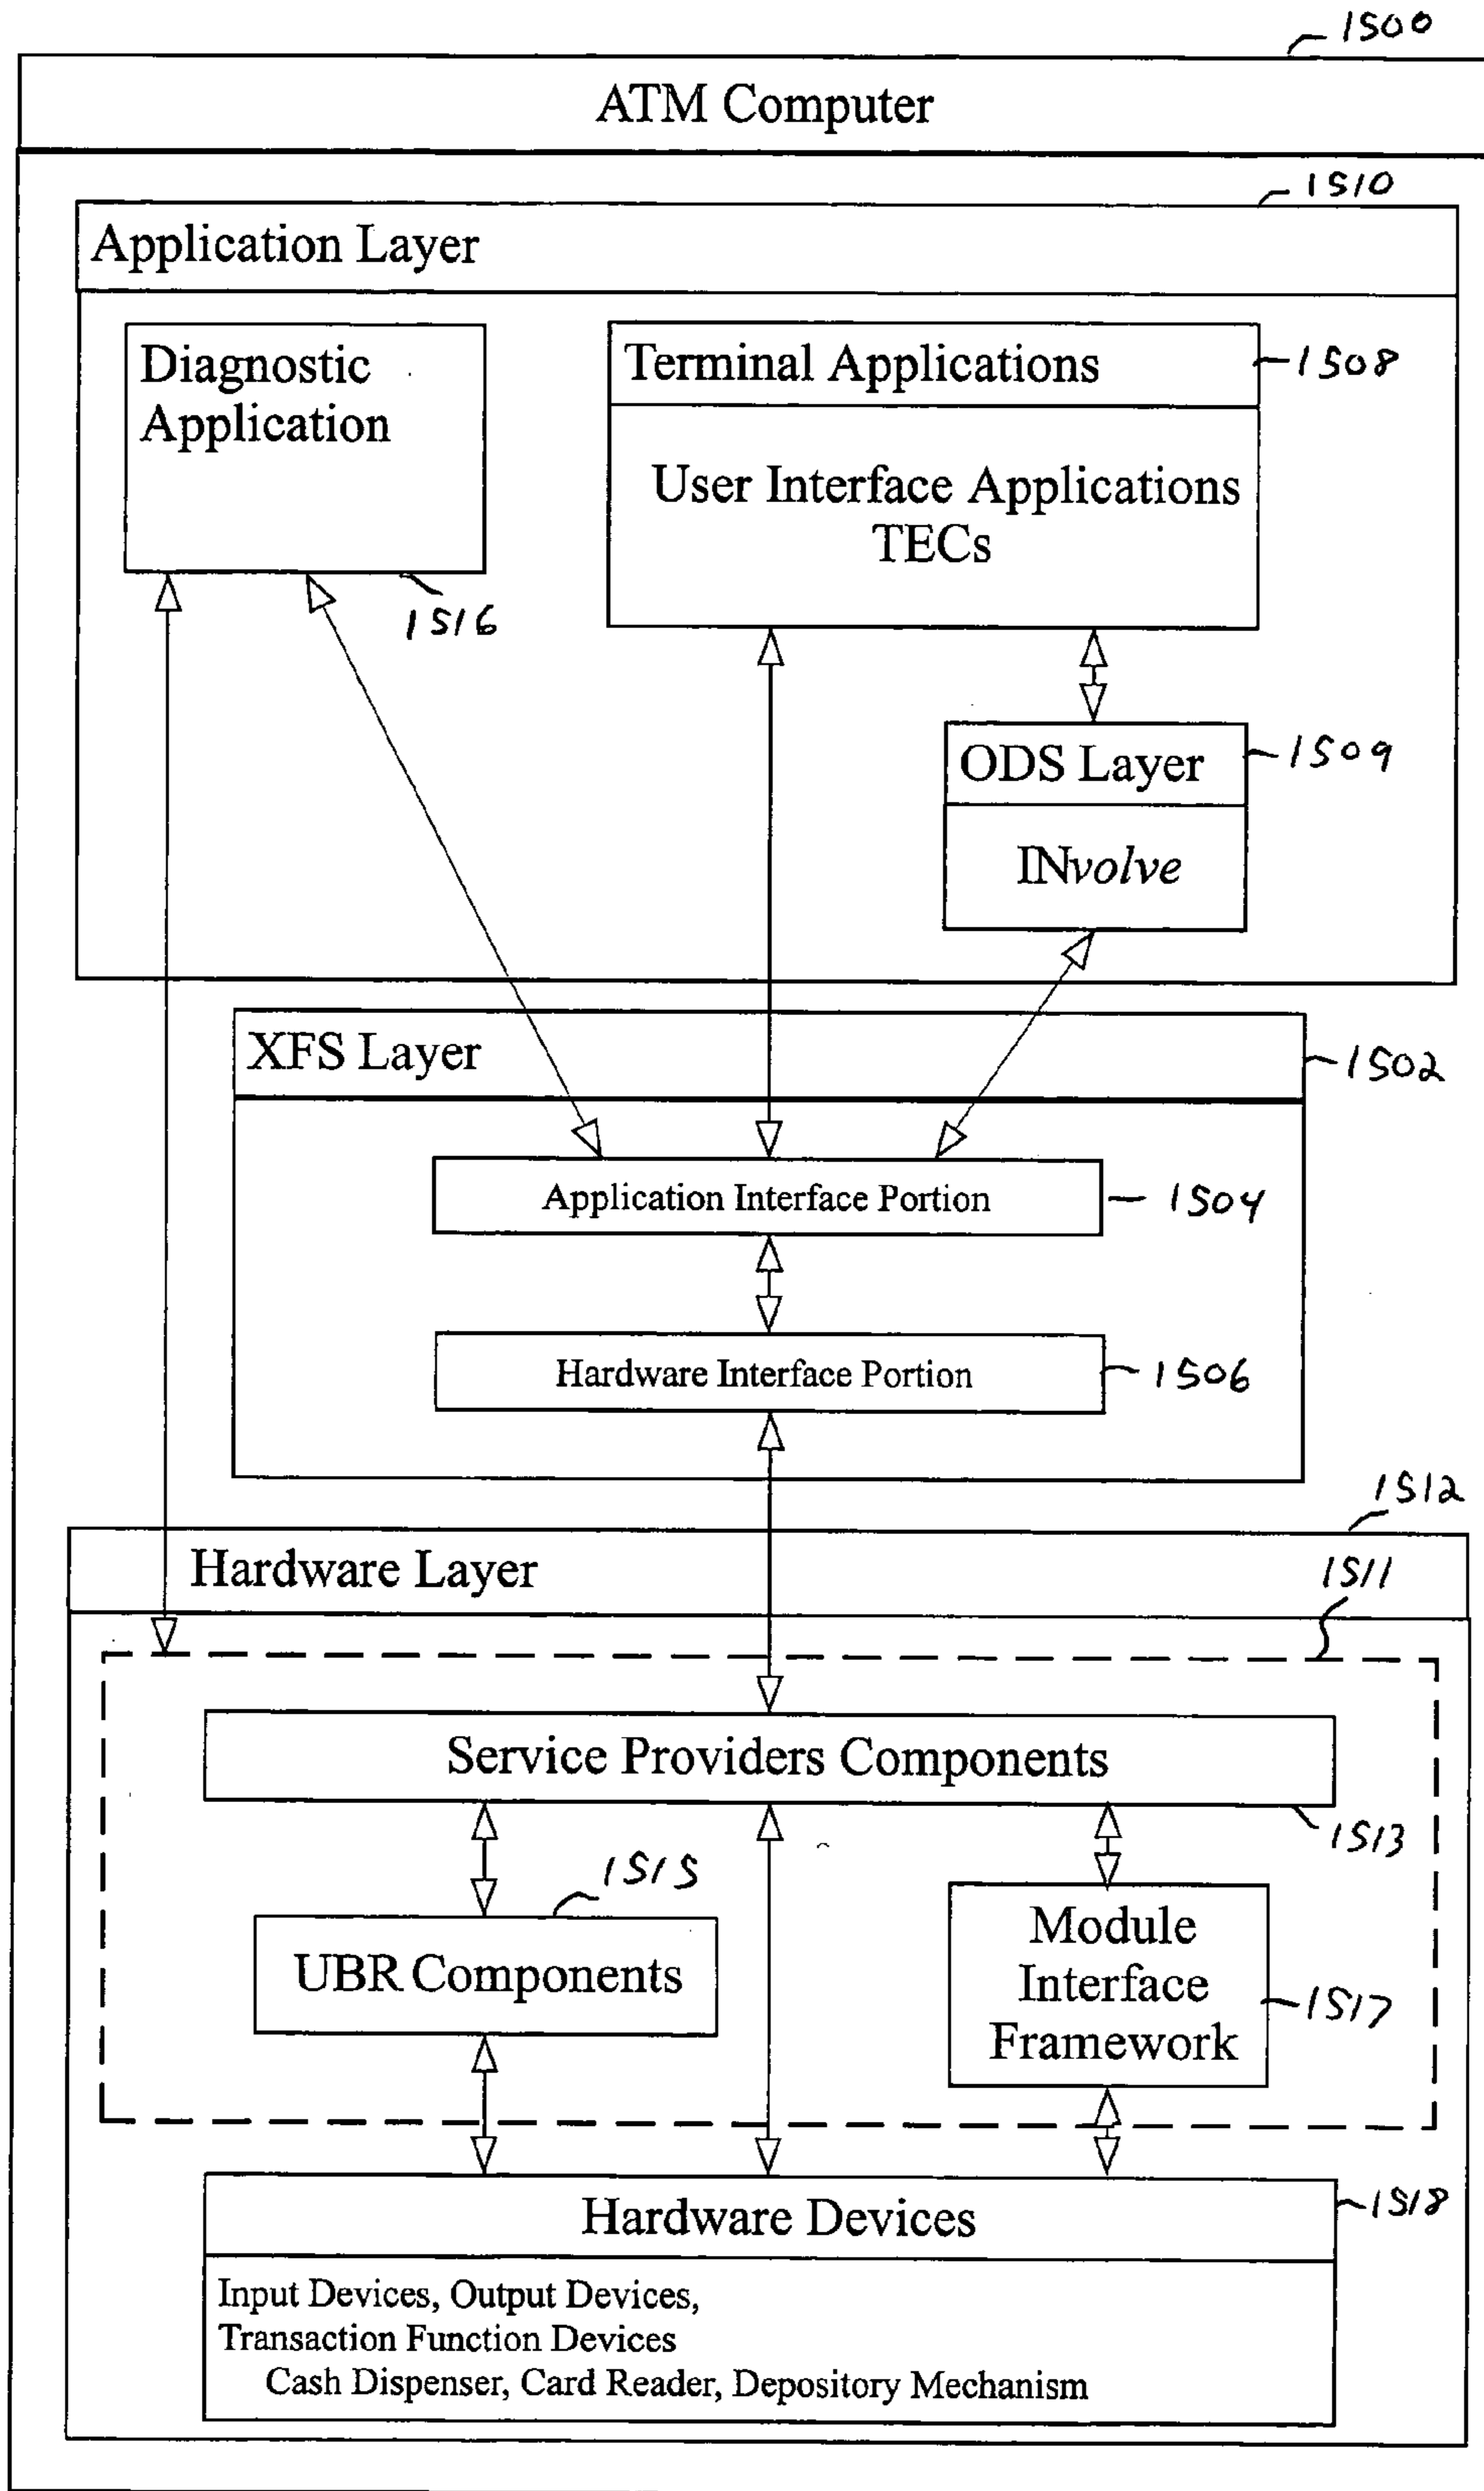 1500
ATM Computer
1510
Application Layer
Diagnostic
Application
1516
Terminal Applications
1508
User Interface Applications
TECs
ODS Layer
1509
INvolve
XFS Layer
1502
Application Interface Portion
1504
Hardware Interface Portion
1506
1512
Hardware Layer
1511
Service Providers Components
1513
1515
UBR Components
Module
Interface
Framework
1517
Hardware Devices
1518
Input Devices, Output Devices,
Transaction Function Devices
Cash Dispenser, Card Reader, Depository Mechanism